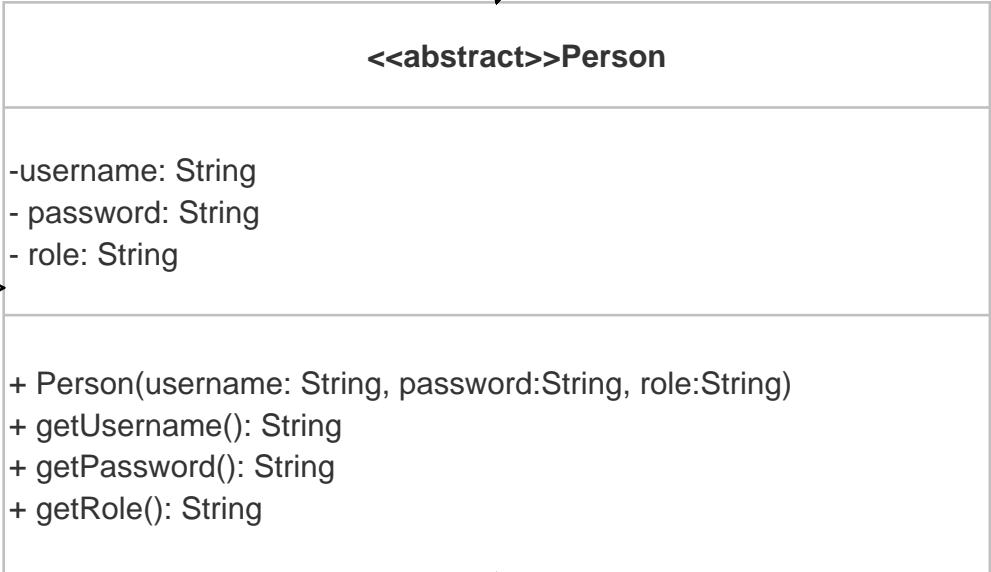 <<abstract>>Person
-username: String
- password: String
- role: String
+ Person(username: String, password:String, role:String)
+ getUsername(): String
+ getPassword(): String
+ getRole(): String